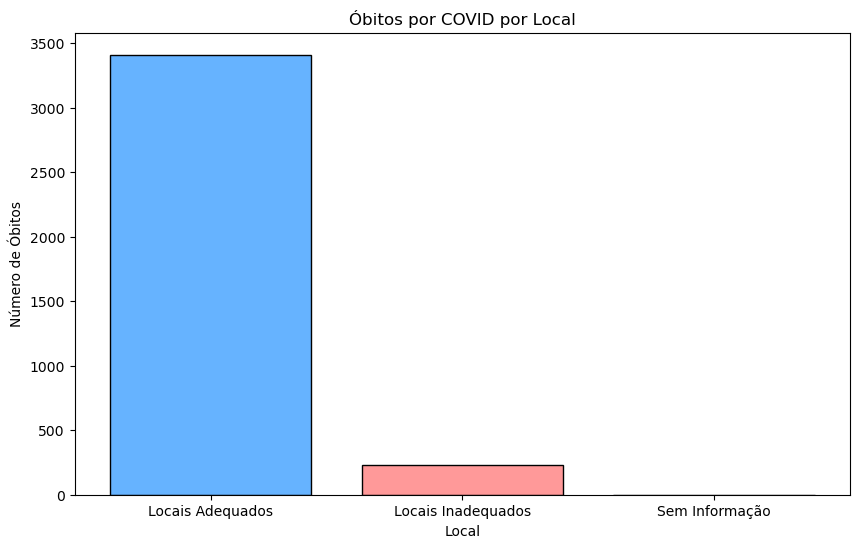 Óbitos por COVID por Local
Número de Óbitos
3500
3000
2500
2000
1500
1000
500
0
Locais Adequados
Locais Inadequados
Sem Informação
Local